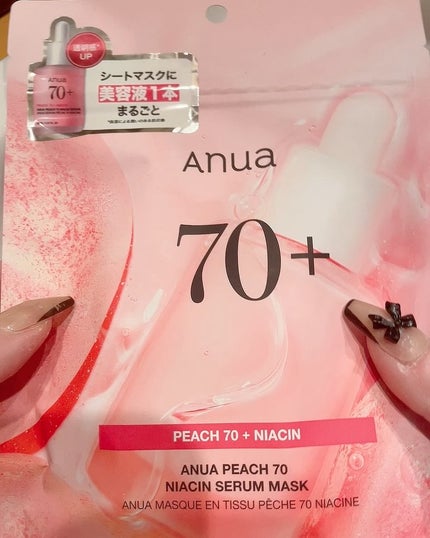 透明感*
UP
Anua
70+
シートマスクに
美容液1本
まるごと
Anua
70+
PEACH 70 + NIACIN
ANUA PEACH 70
NIACIN SERUM MASK
ANUA MASQUE EN TISSU PÊCHE 70 NIACINE